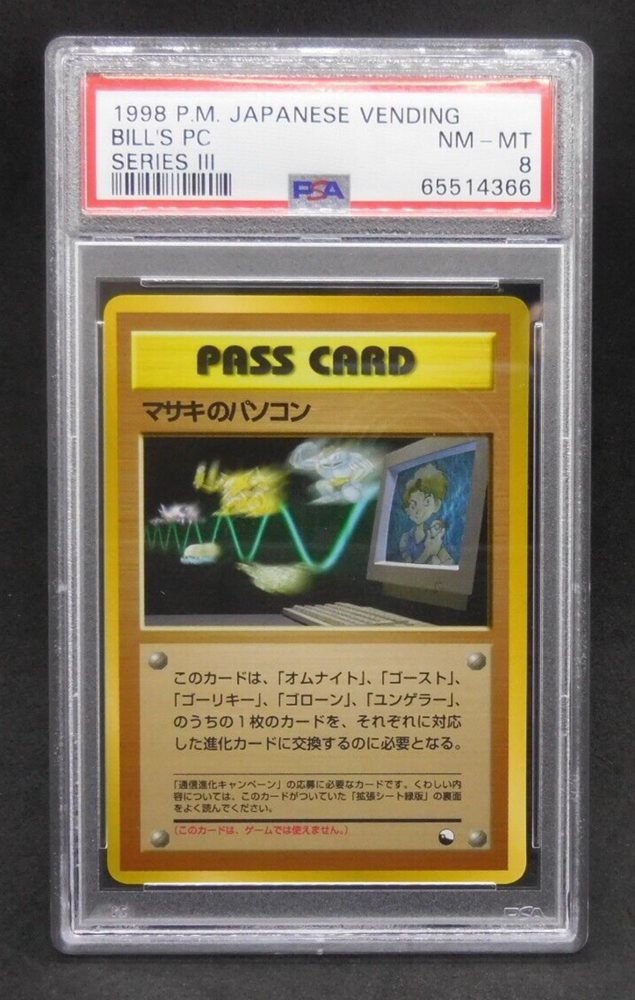 1998 P.M. JAPANESE VENDING
BILL'S PC NM - MT
SERIES III 8
PSA 65514366
PASS CARD
マサキのパソコン
このカードは、「オムナイト」、「ゴースト」、
「ゴーリキー」、「ゴローン」、「ユンゲラー」、
のうちの1枚のカードを、それぞれに対応
した進化カードに交換するのに必要となる。
「通信進化キャンペーン」の応募に必要なカードです。くわしい内
容については、このカードがついていた「拡張シート緑版」の裏面
をよく読んでください。
(このカードは、ゲームでは使えません。)
PSA